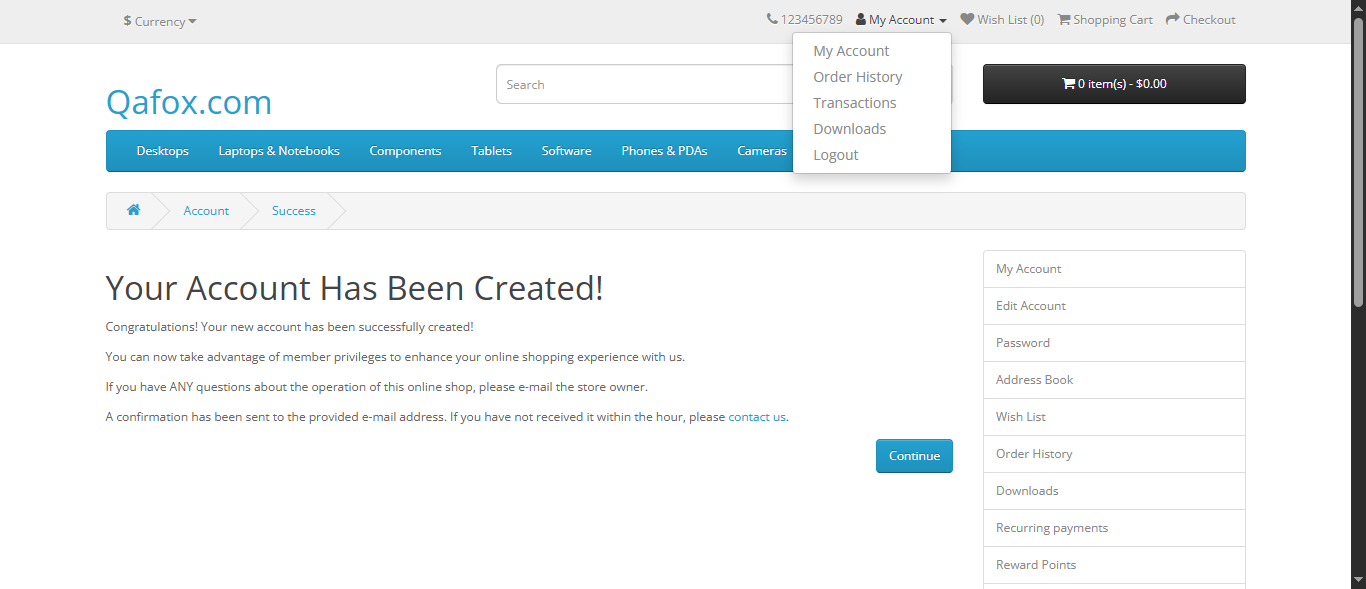 $ Currency
123456789 My Account Wish List (0) Shopping Cart Checkout
My Account
Order History
Transactions
Downloads
Logout
Qafox.com
Search
0 item(s) - $0.00
Desktops Laptops & Notebooks Components Tablets Software Phones & PDAs Cameras
Account Success
Your Account Has Been Created!
Congratulations! Your new account has been successfully created!
You can now take advantage of member privileges to enhance your online shopping experience with us.
If you have ANY questions about the operation of this online shop, please e-mail the store owner.
A confirmation has been sent to the provided e-mail address. If you have not received it within the hour, please contact us.
Continue
My Account
Edit Account
Password
Address Book
Wish List
Order History
Downloads
Recurring payments
Reward Points